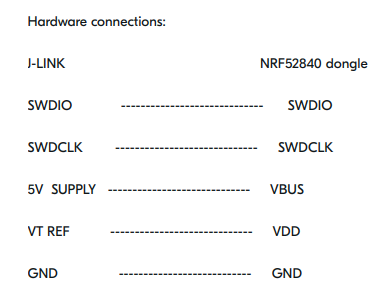 Hardware connections:
J-LINK NRF52840 dongle
SWDIO ----------------------------- SWDIO
SWDCLK ----------------------------- SWDCLK
5V SUPPLY ----------------------------- VBUS
VT REF ----------------------------- VDD
GND --------------------------- GND